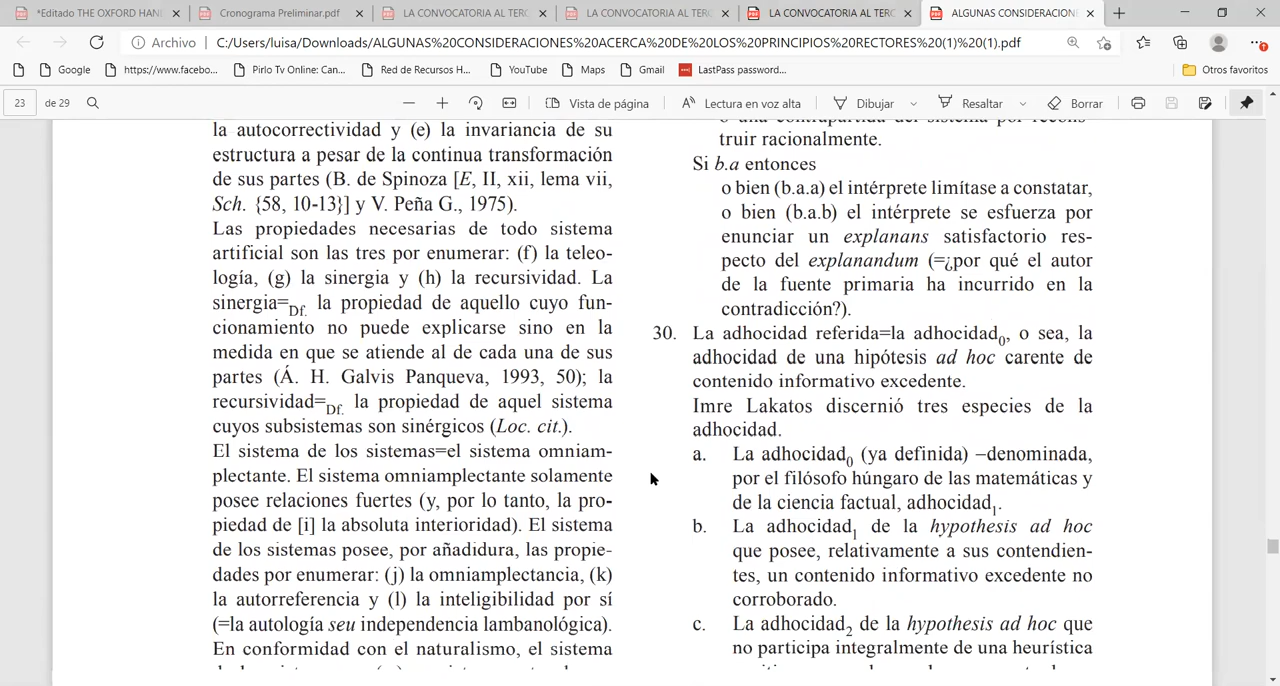 *Editado THE OXFORD HAN
Cronograma Preliminar.pdf
LA CONVOCATORIA AL TERC
LA CONVOCATORIA AL TERC
LA CONVOCATORIA AL TERC
ALGUNAS CONSIDERACIONE
Archivo
C:/Users/luisa/Downloads/ALGUNAS%20CONSIDERACIONES%20ACERCA%20DE%20LOS%20PRINCIPIOS%20RECTORES%20(1)%20(1).pdf
Google
https://www.facebo...
Pirlo Tv Online: Can...
Red de Recursos H...
YouTube
Maps
Gmail
LastPass password...
Otros favoritos
23
de 29
Vista de página
Lectura en voz alta
Dibujar
Resaltar
Borrar
la autocorrectividad y (e) la invariancia de su
estructura a pesar de la continua transformación
de sus partes (B. de Spinoza [E, II, xii, lema vii,
Sch. {58, 10-13}] y V. Peña G., 1975).
Las propiedades necesarias de todo sistema
artificial son las tres por enumerar: (f) la teleo-
logía, (g) la sinergia y (h) la recursividad. La
sinergia=Df. la propiedad de aquello cuyo fun-
cionamiento no puede explicarse sino en la
medida en que se atiende al de cada una de sus
partes (Á. H. Galvis Panqueva, 1993, 50); la
recursividad=Df. la propiedad de aquel sistema
cuyos subsistemas son sinérgicos (Loc. cit.).
El sistema de los sistemas=el sistema omniam-
plectante. El sistema omniamplectante solamente
posee relaciones fuertes (y, por lo tanto, la pro-
piedad de [i] la absoluta interioridad). El sistema
de los sistemas posee, por añadidura, las propie-
dades por enumerar: (j) la omniamplectancia, (k)
la autorreferencia y (l) la inteligibilidad por sí
(=la autología seu independencia lambanológica).
En conformidad con el naturalismo, el sistema
o una contrapartida del sistema por recons-
truir racionalmente.
Si b.a entonces
o bien (b.a.a) el intérprete limítase a constatar,
o bien (b.a.b) el intérprete se esfuerza por
enunciar un explanans satisfactorio res-
pecto del explanandum (=¿por qué el autor
de la fuente primaria ha incurrido en la
contradicción?).
30. La adhocidad referida=la adhocidad0, o sea, la
adhocidad de una hipótesis ad hoc carente de
contenido informativo excedente.
Imre Lakatos discernió tres especies de la
adhocidad.
a. La adhocidad0 (ya definida) –denominada,
por el filósofo húngaro de las matemáticas y
de la ciencia factual, adhocidad1.
b. La adhocidad1 de la hypothesis ad hoc
que posee, relativamente a sus contendien-
tes, un contenido informativo excedente no
corroborado.
c. La adhocidad2 de la hypothesis ad hoc que
no participa integralmente de una heurística